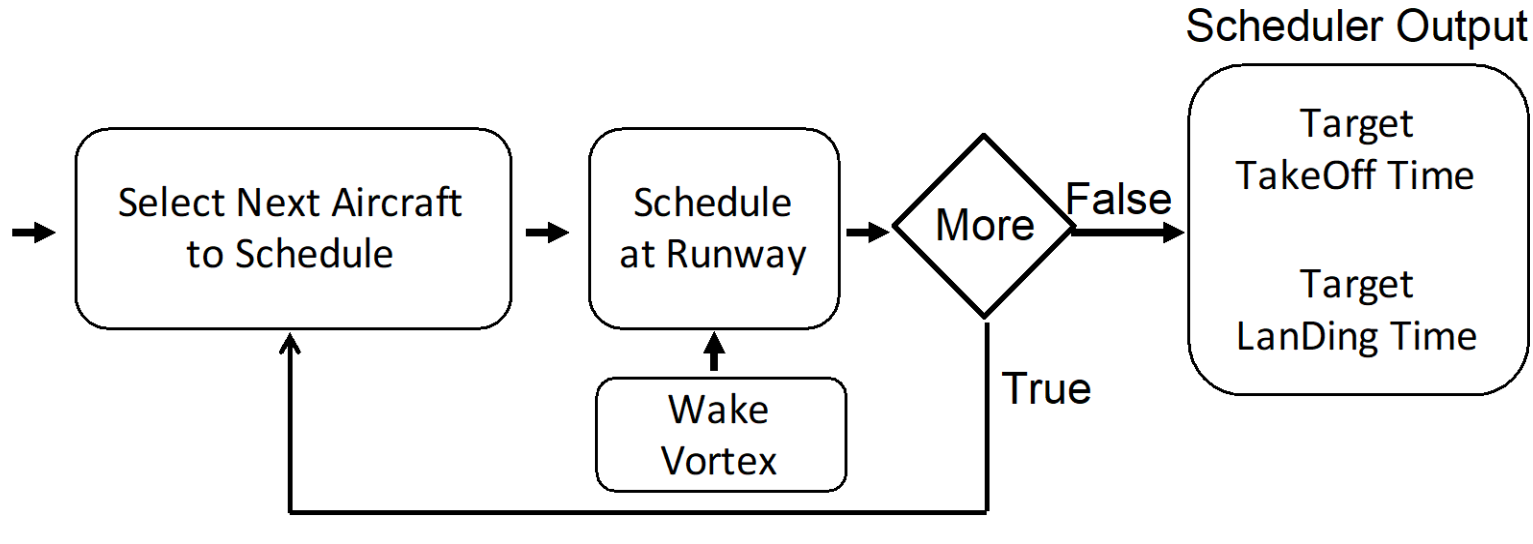 Scheduler Output
Select Next Aircraft
to Schedule
Schedule
at Runway
More
False
True
Wake
Vortex
Target
TakeOff Time
Target
LanDing Time